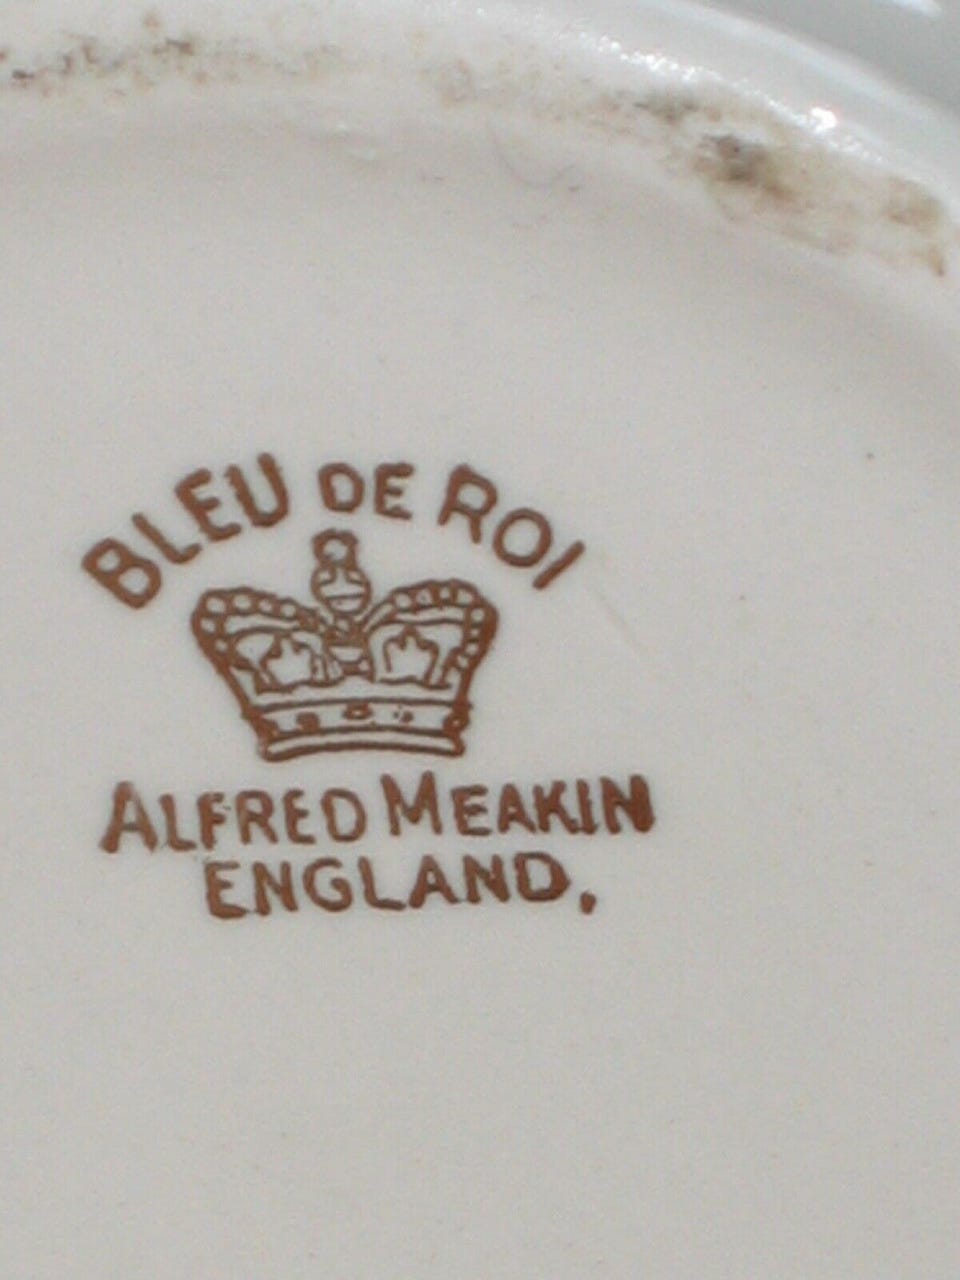 BLEU DE ROI
ALFRED MEAKIN
ENGLAND.